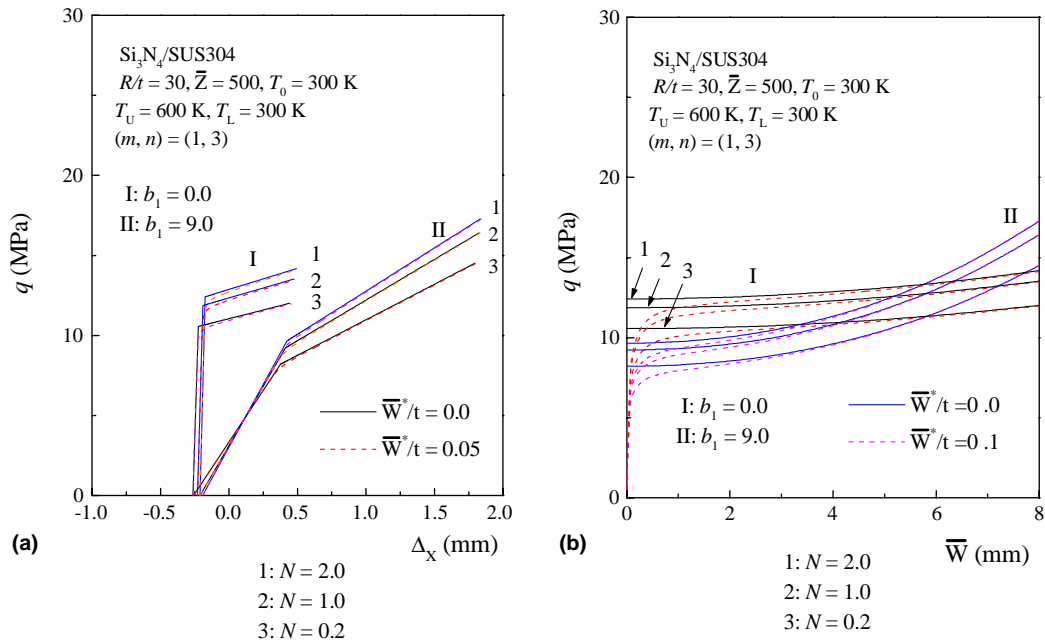 30
Si₃N₄/SUS304
R/t = 30, Z̄ = 500, T₀ = 300 K
T_U = 600 K, T_L = 300 K
(m, n) = (1, 3)
20
I: b₁ = 0.0
II: b₁ = 9.0
q (MPa)
I
1
2
3
II
1
2
3
10
W̄*/t = 0.0
W̄*/t = 0.05
0
-1.0
-0.5
0.0
0.5
1.0
1.5
2.0
(a)
Δ_X (mm)
1: N = 2.0
2: N = 1.0
3: N = 0.2
30
Si₃N₄/SUS304
R/t = 30, Z̄ = 500, T₀ = 300 K
T_U = 600 K, T_L = 300 K
(m, n) = (1, 3)
20
q (MPa)
II
1
2
3
I
10
I: b₁ = 0.0
II: b₁ = 9.0
W̄*/t =0 .0
W̄*/t =0 .1
0
0
2
4
6
8
(b)
W̄ (mm)
1: N = 2.0
2: N = 1.0
3: N = 0.2